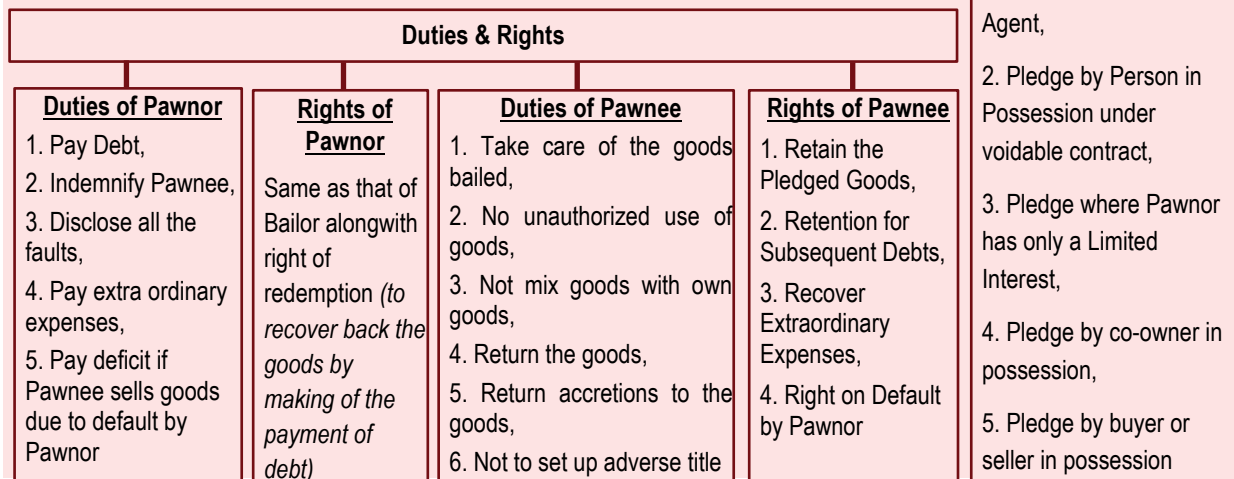 Duties & Rights
Duties of Pawnor
1. Pay Debt,
2. Indemnify Pawnee,
3. Disclose all the
faults,
4. Pay extra ordinary
expenses,
5. Pay deficit if
Pawnee sells goods
due to default by
Pawnor
Rights of
Pawnor
Same as that of
Bailor alongwith
right of
redemption (to
recover back the
goods by
making of the
payment of
debt)
Duties of Pawnee
1. Take care of the goods
bailed,
2. No unauthorized use of
goods,
3. Not mix goods with own
goods,
4. Return the goods,
5. Return accretions to the
goods,
6. Not to set up adverse title
Rights of Pawnee
1. Retain the
Pledged Goods,
2. Retention for
Subsequent Debts,
3. Recover
Extraordinary
Expenses,
4. Right on Default
by Pawnor
Agent,
2. Pledge by Person in
Possession under
voidable contract,
3. Pledge where Pawnor
has only a Limited
Interest,
4. Pledge by co-owner in
possession,
5. Pledge by buyer or
seller in possession